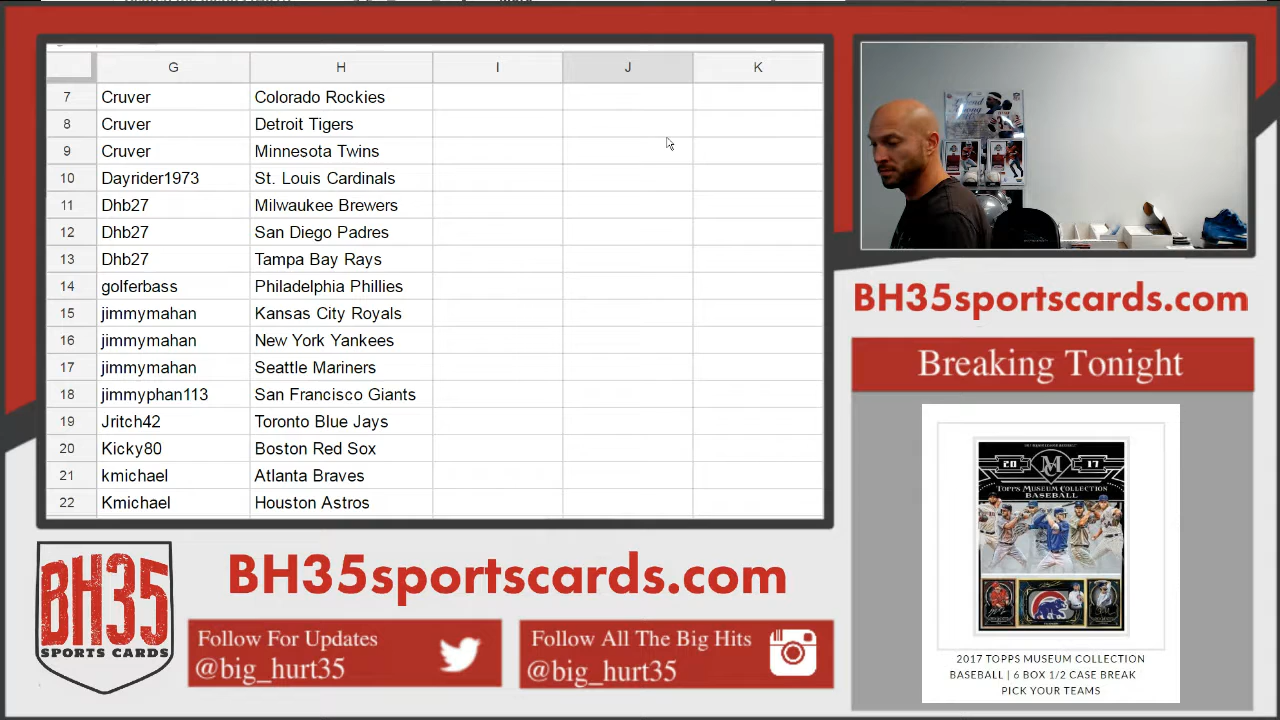 G H I J K
7 Cruver Colorado Rockies
8 Cruver Detroit Tigers
9 Cruver Minnesota Twins
10 Dayrider1973 St. Louis Cardinals
11 Dhb27 Milwaukee Brewers
12 Dhb27 San Diego Padres
13 Dhb27 Tampa Bay Rays
14 golferbass Philadelphia Phillies
15 jimmymahan Kansas City Royals
16 jimmymahan New York Yankees
17 jimmymahan Seattle Mariners
18 jimmyphan113 San Francisco Giants
19 Jritch42 Toronto Blue Jays
20 Kicky80 Boston Red Sox
21 kmichael Atlanta Braves
22 Kmichael Houston Astros
BH35sportscards.com
Breaking Tonight
20 MC 17
TOPPS MUSEUM COLLECTION
BASEBALL
2017 TOPPS MUSEUM COLLECTION
BASEBALL | 6 BOX 1/2 CASE BREAK
PICK YOUR TEAMS
BH35
SPORTS CARDS
BH35sportscards.com
Follow For Updates
@big_hurt35
Follow All The Big Hits
@big_hurt35